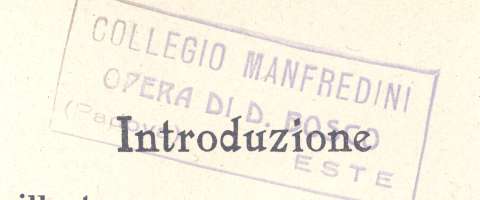 COLLEGIO MANFREDINI
OPERA DI D. BOSCO
(Padova)
ESTE
Introduzione